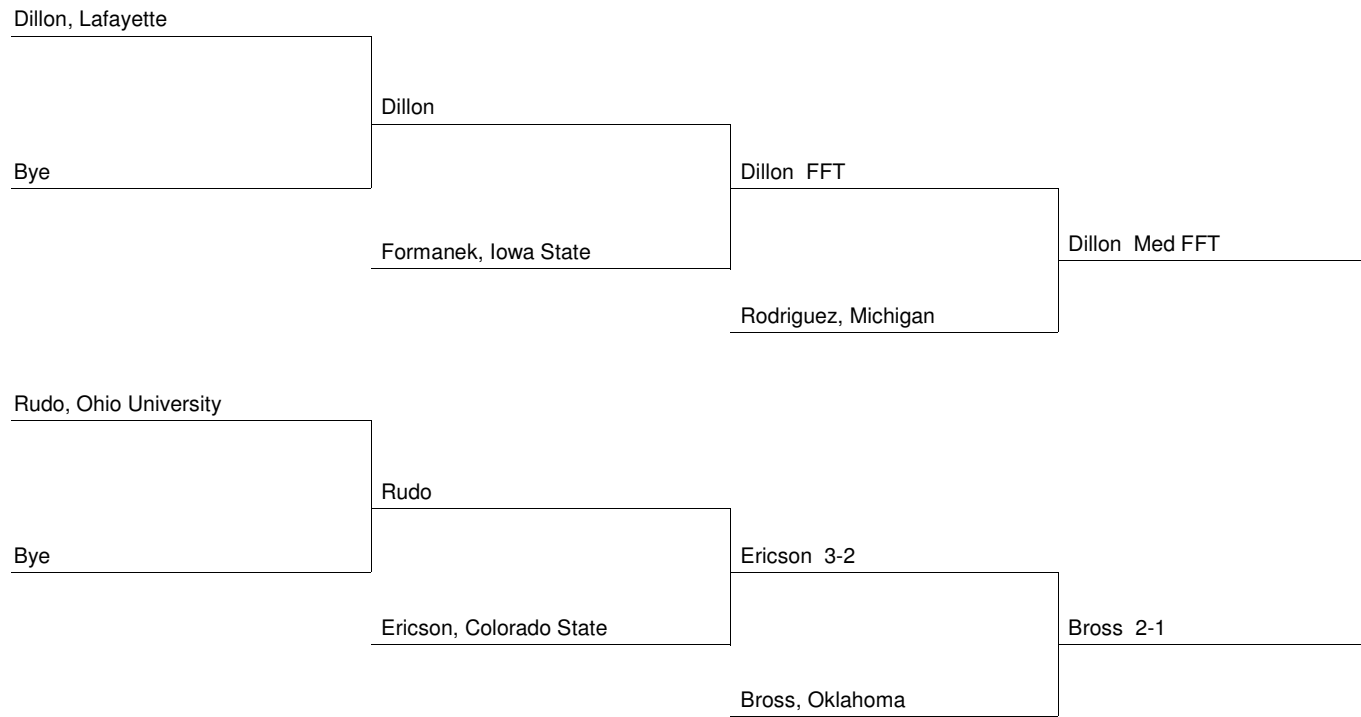 Dillon, Lafayette
Dillon
Bye
Dillon  FFT
Formanek, Iowa State
Dillon  Med FFT
Rodriguez, Michigan
Rudo, Ohio University
Rudo
Bye
Ericson  3-2
Ericson, Colorado State
Bross  2-1
Bross, Oklahoma